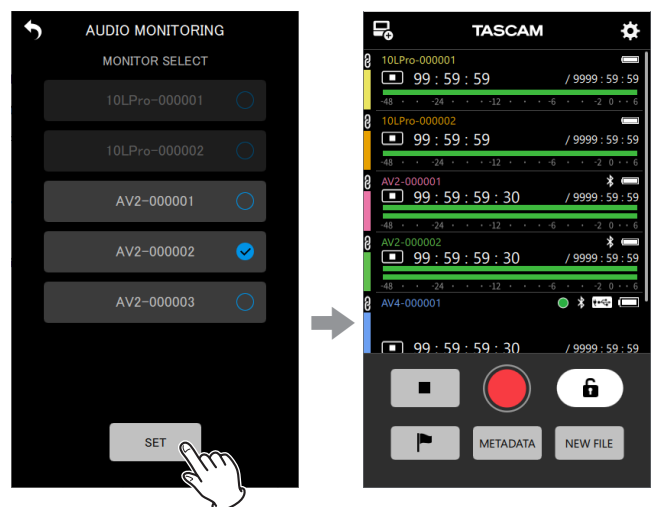 AUDIO MONITORING
MONITOR SELECT
10LPro-000001
10LPro-000002
AV2-000001
AV2-000002
AV2-000003
SET
TASCAM
10LPro-000001
99 : 59 : 59 / 9999 : 59 : 59
-48 -24 -12 -6 -2 0 6
10LPro-000002
99 : 59 : 59 / 9999 : 59 : 59
-48 -24 -12 -6 -2 0 6
AV2-000001
99 : 59 : 59 : 30 / 9999 : 59 : 59
-48 -24 -12 -6 -2 0 6
AV2-000002
99 : 59 : 59 : 30 / 9999 : 59 : 59
-48 -24 -12 -6 -2 0 6
AV4-000001
99 : 59 : 59 : 30 / 9999 : 59 : 59
METADATA
NEW FILE